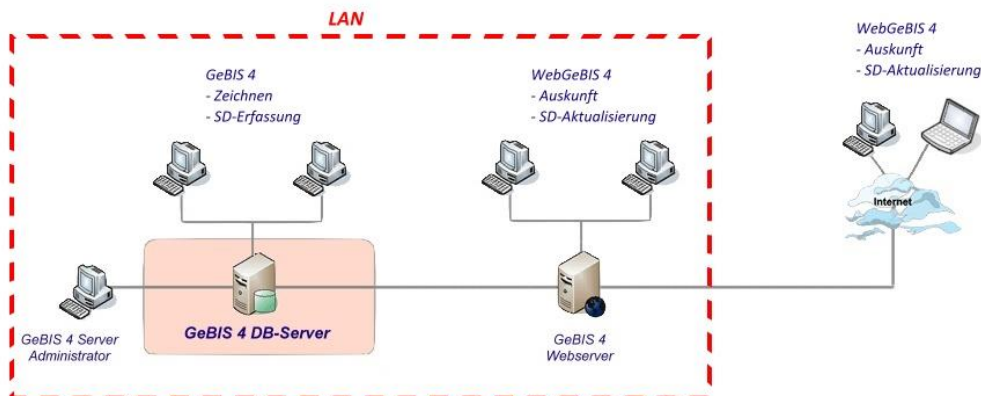 LAN
GeBIS 4
- Zeichnen
- SD-Erfassung
WebGeBIS 4
- Auskunft
- SD-Aktualisierung
WebGeBIS 4
- Auskunft
- SD-Aktualisierung
Internet
GeBIS 4 Server
Administrator
GeBIS 4 DB-Server
GeBIS 4
Webserver